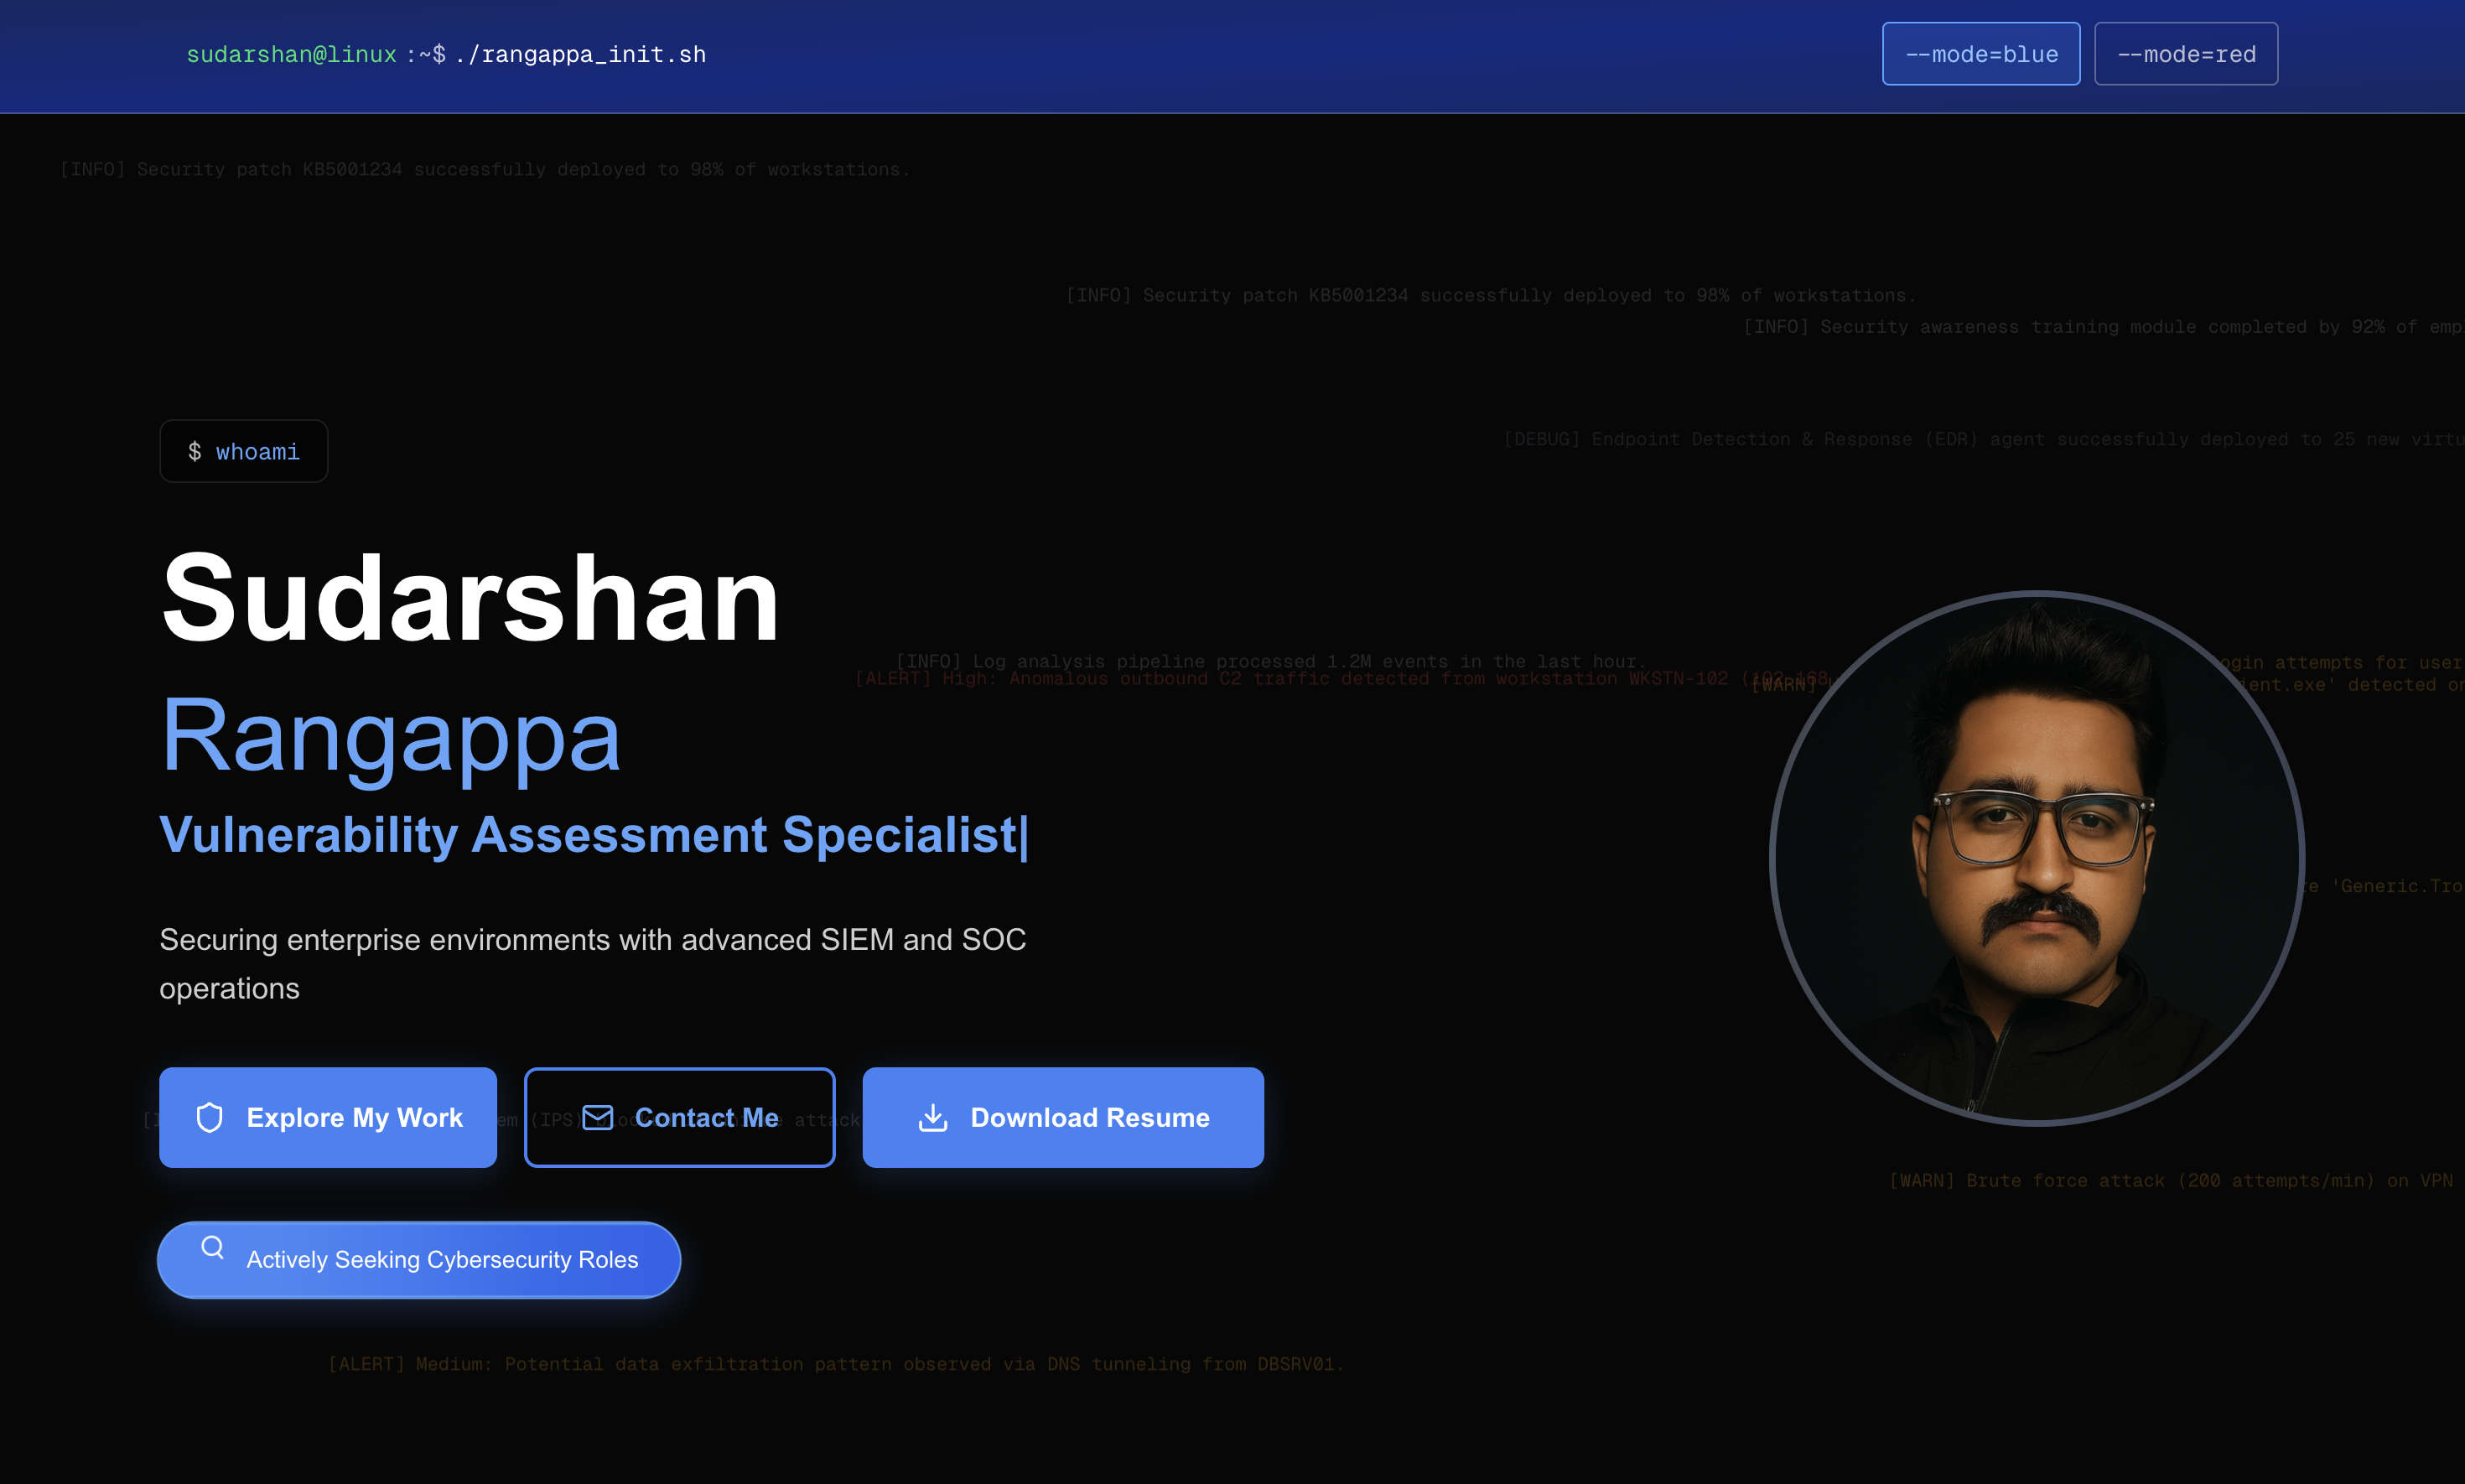 sudarshan@linux :~$ ./rangappa_init.sh
--mode=blue
--mode=red
[INFO] Security patch KB5001234 successfully deployed to 98% of workstations.
[INFO] Security patch KB5001234 successfully deployed to 98% of workstations.
[INFO] Security awareness training module completed by 92% of emp
[DEBUG] Endpoint Detection & Response (EDR) agent successfully deployed to 25 new virtu
$ whoami
Sudarshan
[INFO] Log analysis pipeline processed 1.2M events in the last hour.
ogin attempts for user
[ALERT] High: Anomalous outbound C2 traffic detected from workstation WKSTN-102 (192.168
[WARN]
ient.exe' detected on
Rangappa
Vulnerability Assessment Specialist
'Generic.Tro
Securing enterprise environments with advanced SIEM and SOC
operations
Explore My Work
(IPS)
attack
Contact Me
Download Resume
[WARN] Brute force attack (200 attempts/min) on VPN
Actively Seeking Cybersecurity Roles
[ALERT] Medium: Potential data exfiltration pattern observed via DNS tunneling from DBSRV01.